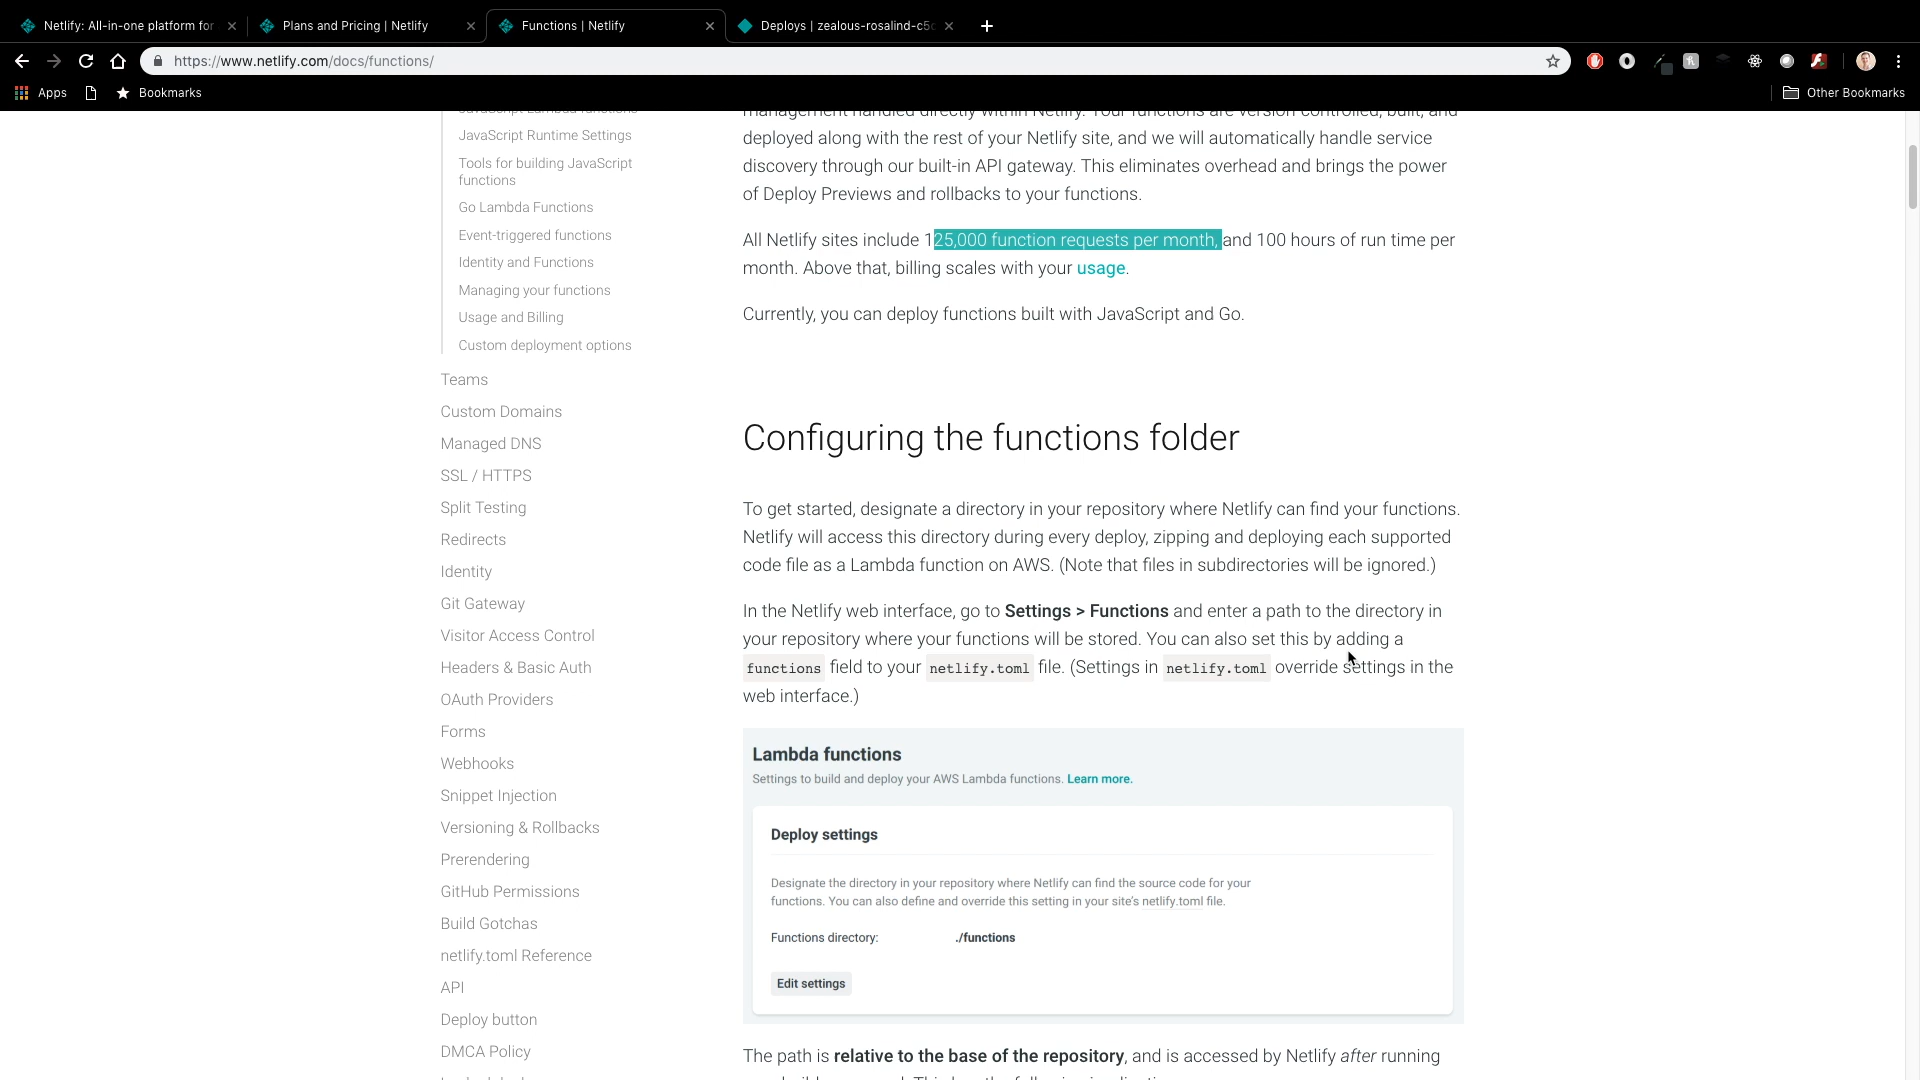 Netlify: All-in-one platform for
Plans and Pricing | Netlify
Functions | Netlify
Deploys | zealous-rosalind-c5
https://www.netlify.com/docs/functions/
Apps
Bookmarks
Other Bookmarks
JavaScript Lambda functions
JavaScript Runtime Settings
Tools for building JavaScript
functions
Go Lambda Functions
Event-triggered functions
Identity and Functions
Managing your functions
Usage and Billing
Custom deployment options
Teams
Custom Domains
Managed DNS
SSL / HTTPS
Split Testing
Redirects
Identity
Git Gateway
Visitor Access Control
Headers & Basic Auth
OAuth Providers
Forms
Webhooks
Snippet Injection
Versioning & Rollbacks
Prerendering
GitHub Permissions
Build Gotchas
netlify.toml Reference
API
Deploy button
DMCA Policy
management handled directly within Netlify. Your functions are version controlled, built, and
deployed along with the rest of your Netlify site, and we will automatically handle service
discovery through our built-in API gateway. This eliminates overhead and brings the power
of Deploy Previews and rollbacks to your functions.
All Netlify sites include 125,000 function requests per month, and 100 hours of run time per
month. Above that, billing scales with your usage.
Currently, you can deploy functions built with JavaScript and Go.
Configuring the functions folder
To get started, designate a directory in your repository where Netlify can find your functions.
Netlify will access this directory during every deploy, zipping and deploying each supported
code file as a Lambda function on AWS. (Note that files in subdirectories will be ignored.)
In the Netlify web interface, go to Settings > Functions and enter a path to the directory in
your repository where your functions will be stored. You can also set this by adding a
functions field to your netlify.toml file. (Settings in netlify.toml override settings in the
web interface.)
Lambda functions
Settings to build and deploy your AWS Lambda functions. Learn more.
Deploy settings
Designate the directory in your repository where Netlify can find the source code for your
functions. You can also define and override this setting in your site's netlify.toml file.
Functions directory: ./functions
Edit settings
The path is relative to the base of the repository, and is accessed by Netlify after running